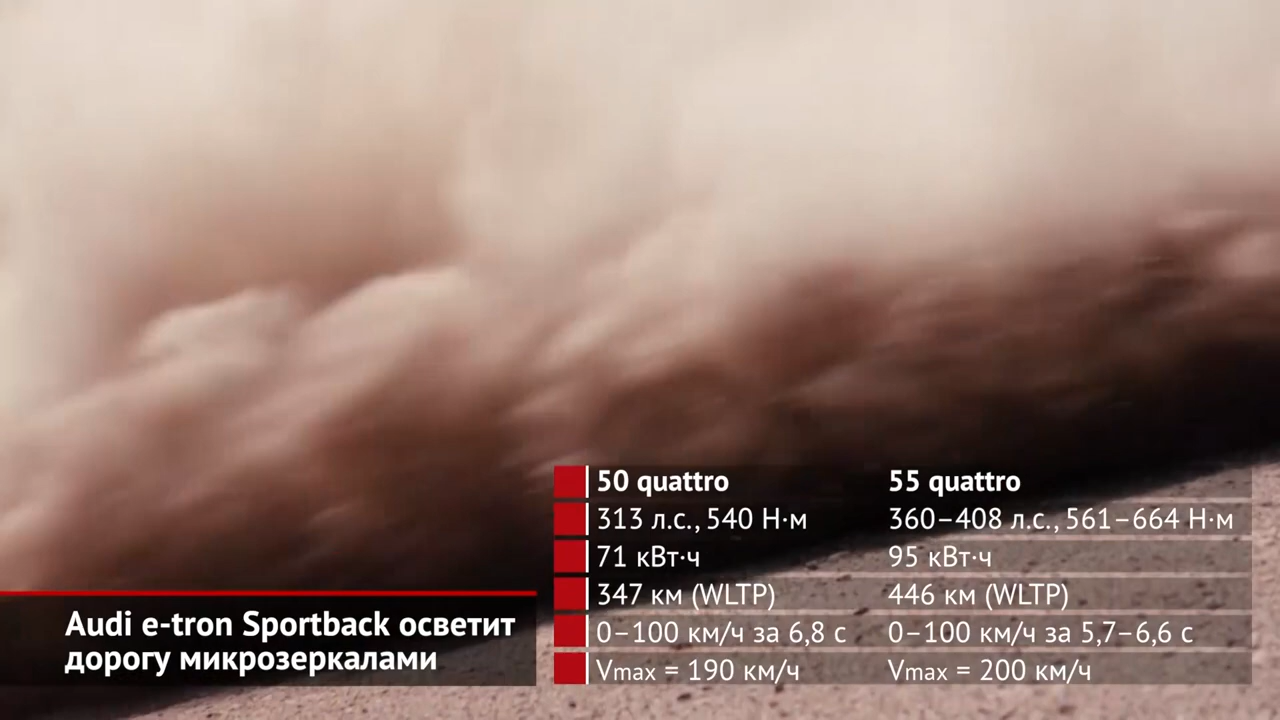 50 quattro 55 quattro
313 л.с., 540 Н·м 360–408 л.с., 561–664 Н·м
71 кВт·ч 95 кВт·ч
347 км (WLTP) 446 км (WLTP)
0–100 км/ч за 6,8 с 0–100 км/ч за 5,7–6,6 с
Vmax = 190 км/ч Vmax = 200 км/ч
Audi e-tron Sportback осветит
дорогу микрозеркалами